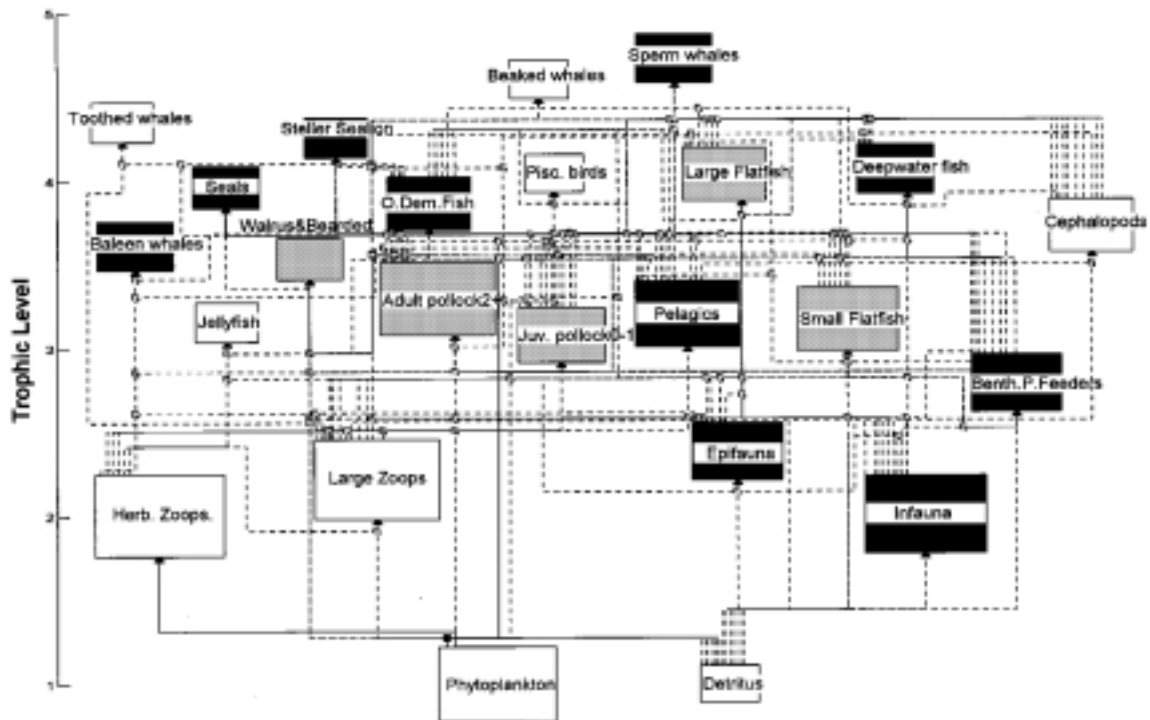 5
Sperm whales
Beaked whales
Toothed whales
Steller Sealion
Pisc. birds
Large Flatfish
Deepwater fish
4
Seals
O.Dem.Fish
Cephalopods
Walrus&Bearded
Baleen whales
Adult pollock2+
Pelagics
Small Flatfish
Jellyfish
Juv. pollock0-1
3
Trophic Level
Benth.P.Feeders
Epifauna
Large Zoops
Herb. Zoops.
Infauna
2
Phytoplankton
Detritus
1